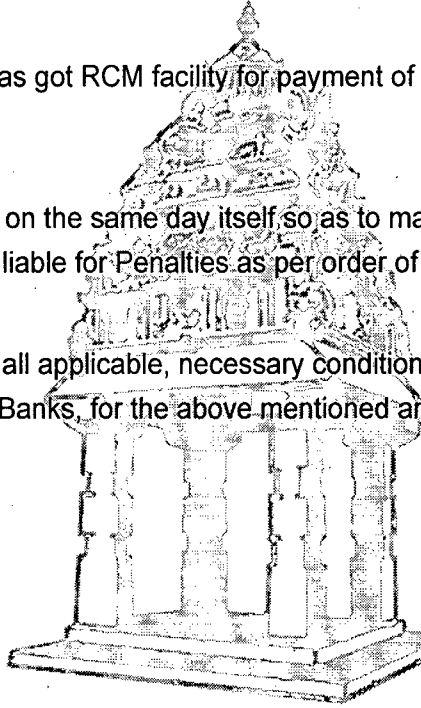 as got RCM facility for payment of
on the same day itself,so as to ma
liable for Penalties as per order of
all applicable, necessary condition
Banks, for the above mentioned an